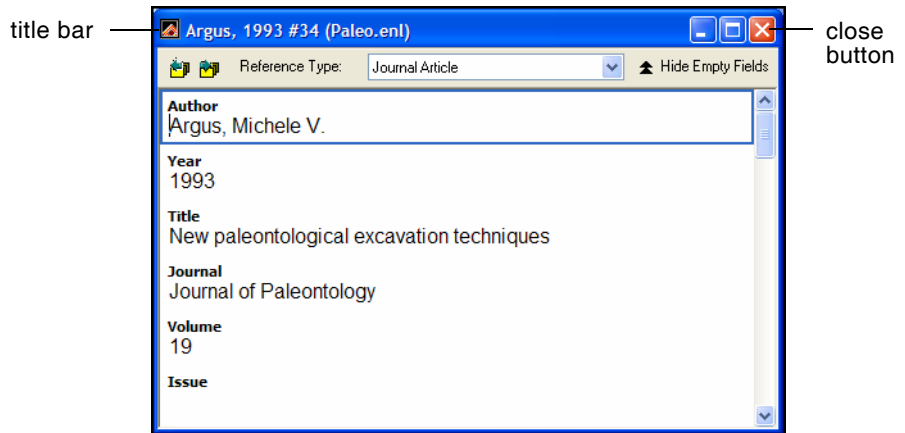 title bar
Argus, 1993 #34 (Paleo.enl)
close
button
Reference Type:
Journal Article
Hide Empty Fields
Author
Argus, Michele V.
Year
1993
Title
New paleontological excavation techniques
Journal
Journal of Paleontology
Volume
19
Issue